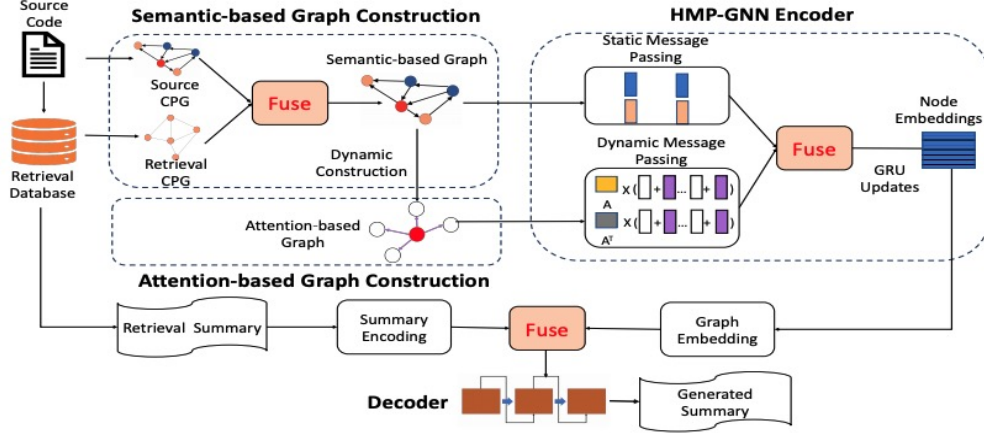 Source
Code
Semantic-based Graph Construction
HMP-GNN Encoder
Semantic-based Graph
Static Message
Passing
Source
CPG
Fuse
Retrieval
CPG
Retrieval
Database
Dynamic
Construction
Node
Embeddings
Fuse
GRU
Updates
Dynamic Message
Passing
X ( + ... + )
A
X ( + ... + )
Aᵀ
Attention-based
Graph
Attention-based Graph Construction
Retrieval Summary
Summary
Encoding
Fuse
Graph
Embedding
Decoder
Generated
Summary